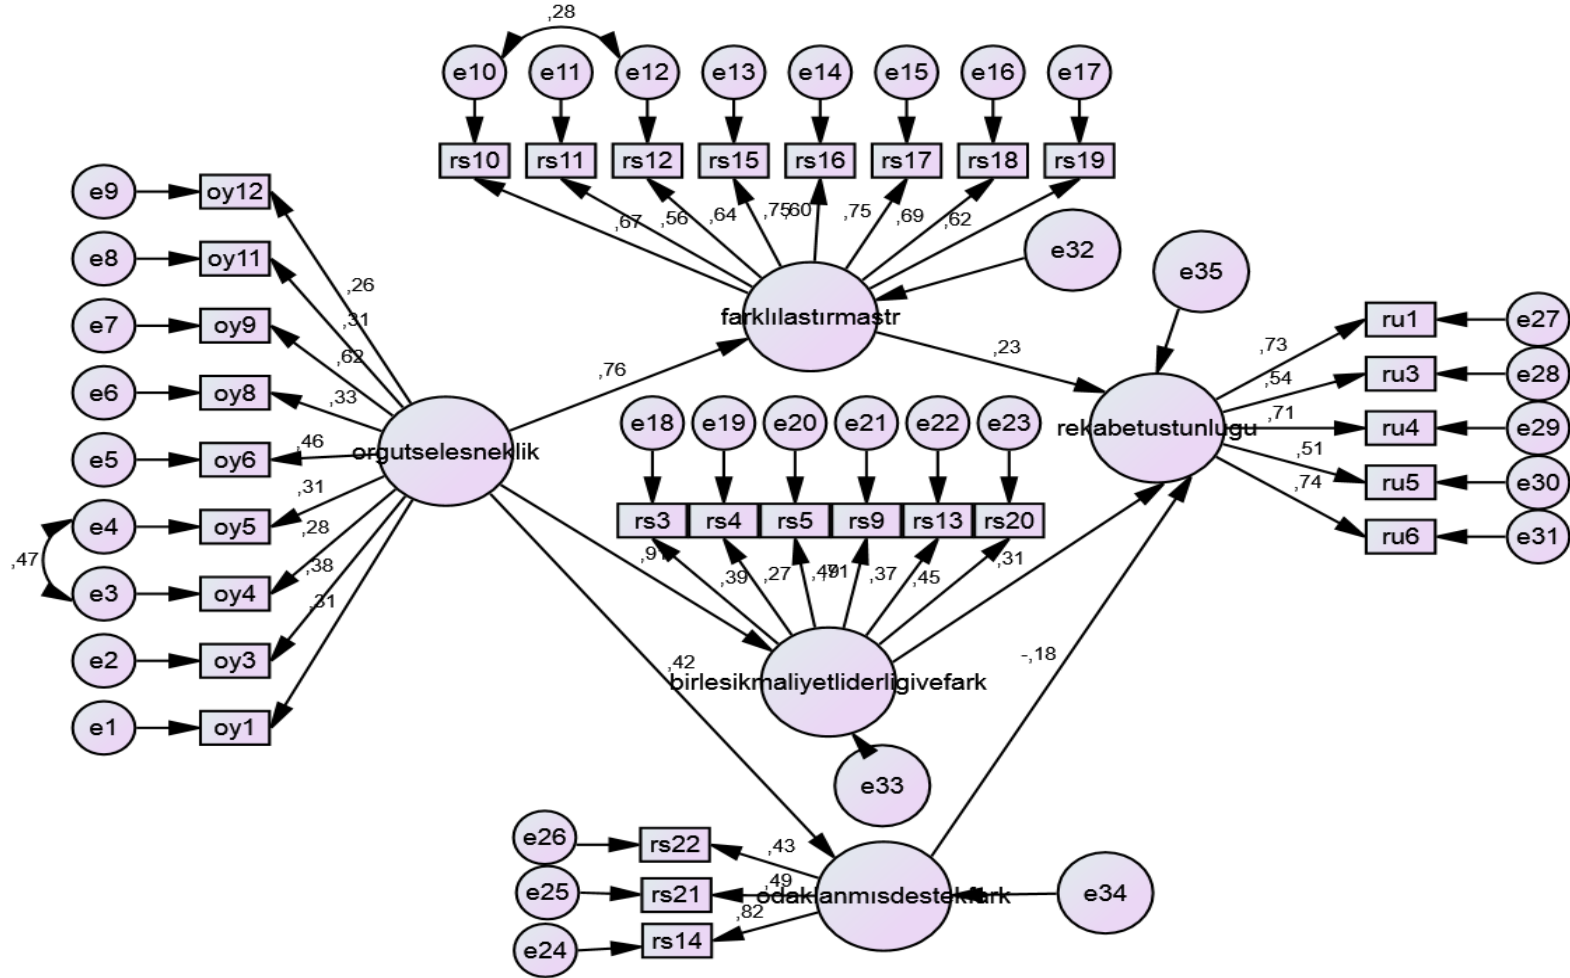 ,28
e10 e11 e12 e13 e14 e15 e16 e17
rs10 rs11 rs12 rs15 rs16 rs17 rs18 rs19
,67 ,56 ,64 ,75 ,60 ,75 ,69 ,62
e9 oy12
e8 oy11
e7 oy9
e6 oy8
e5 oy6
e4 oy5
e3 oy4
e2 oy3
e1 oy1
,47
,26
,31
,62
,33
,46
,31
,28
,38
,31
orgutselesneklik
,76
farklılastırmastr
e32
e35
,23
rekabetustunlugu
,73
,54
,71
,51
,74
ru1 e27
ru3 e28
ru4 e29
ru5 e30
ru6 e31
e18 e19 e20 e21 e22 e23
rs3 rs4 rs5 rs9 rs13 rs20
,39 ,27 ,37 ,45 ,31
birlesikmaliyetliderligivefark
e33
,42
-,18
e26 rs22
e25 rs21
e24 rs14
,43
,49
,82
odaklanmısdestekfark
e34